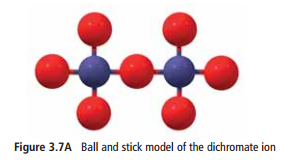 Figure 3.7A Ball and stick model of the dichromate ion